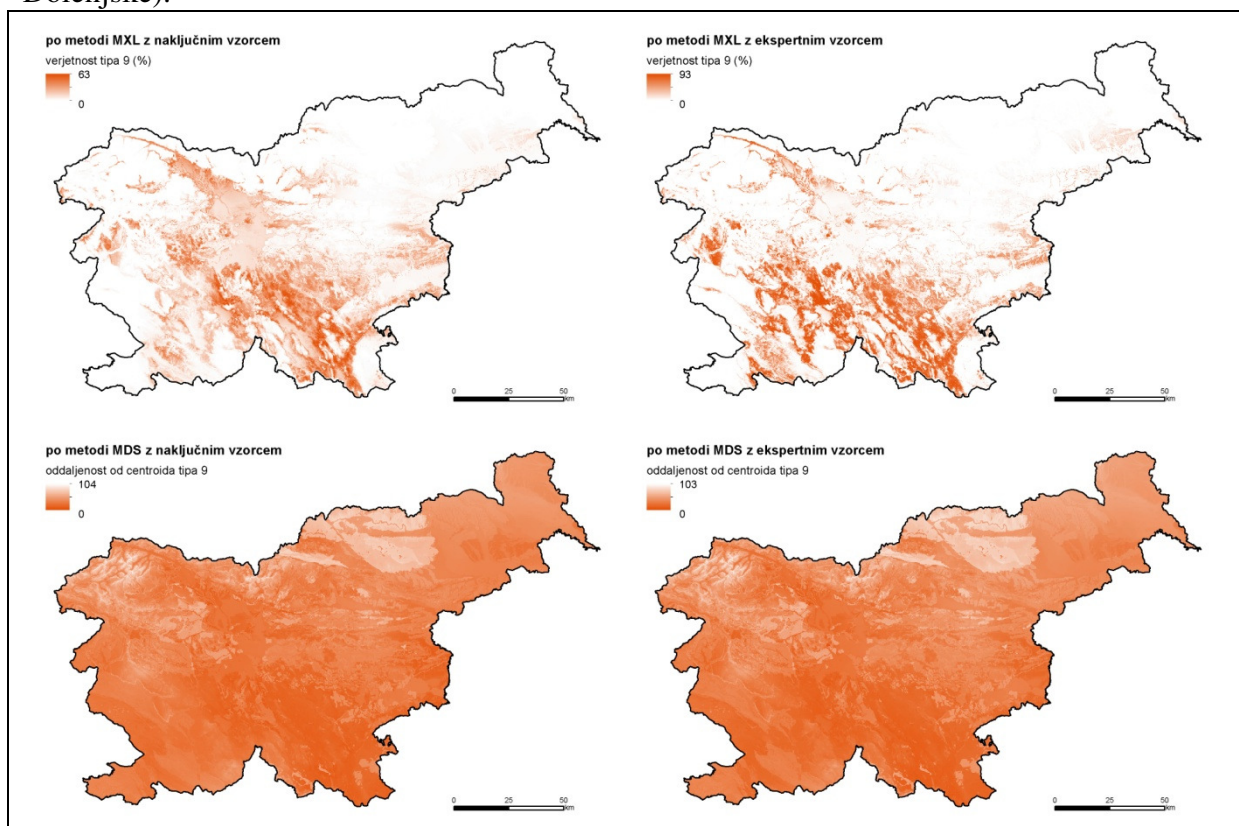 Dolenjske).
po metodi MXL z naključnim vzorcem
verjetnost tipa 9 (%)
63
0
0 25 50
km
po metodi MXL z ekspertnim vzorcem
verjetnost tipa 9 (%)
93
0
0 25 50
km
po metodi MDS z naključnim vzorcem
oddaljenost od centroida tipa 9
104
0
0 25 50
km
po metodi MDS z ekspertnim vzorcem
oddaljenost od centroida tipa 9
103
0
0 25 50
km